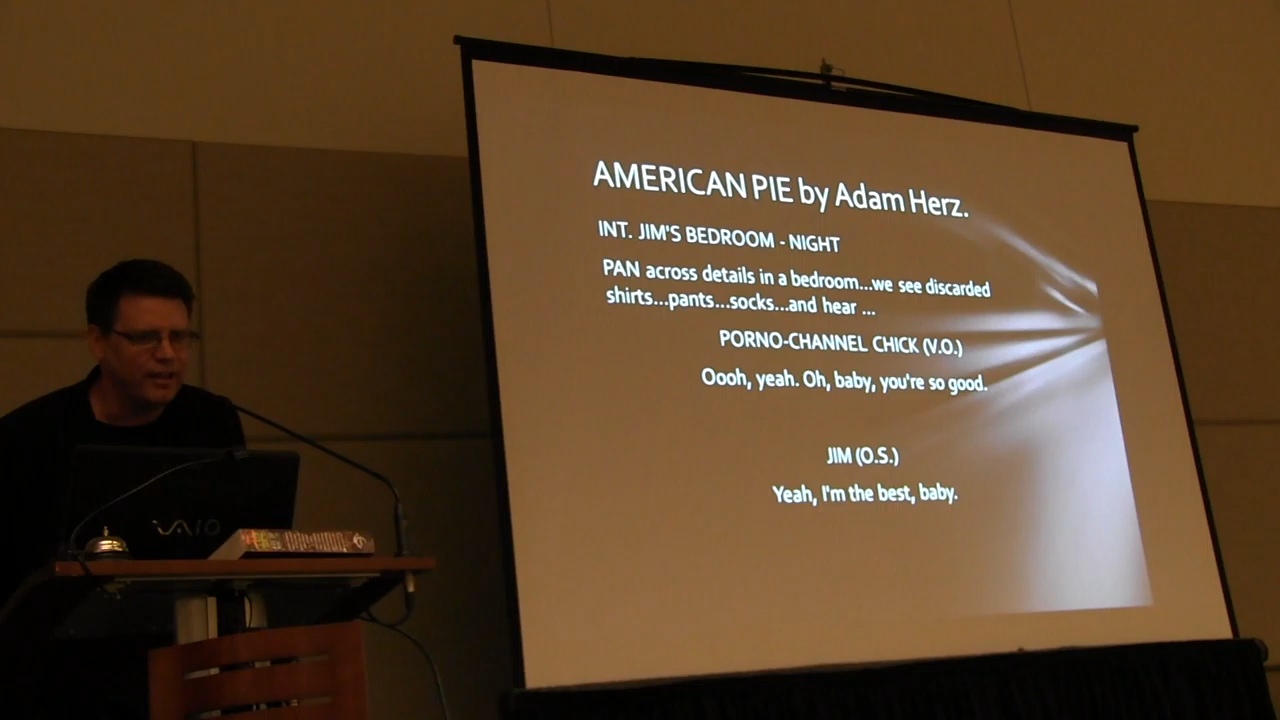 AMERICAN PIE by Adam Herz.
INT. JIM'S BEDROOM - NIGHT
PAN across details in a bedroom...we see discarded
shirts...pants...socks...and hear ...
PORNO-CHANNEL CHICK (V.O.)
Oooh, yeah. Oh, baby, you're so good.
JIM (O.S.)
Yeah, I'm the best, baby.
VAIO